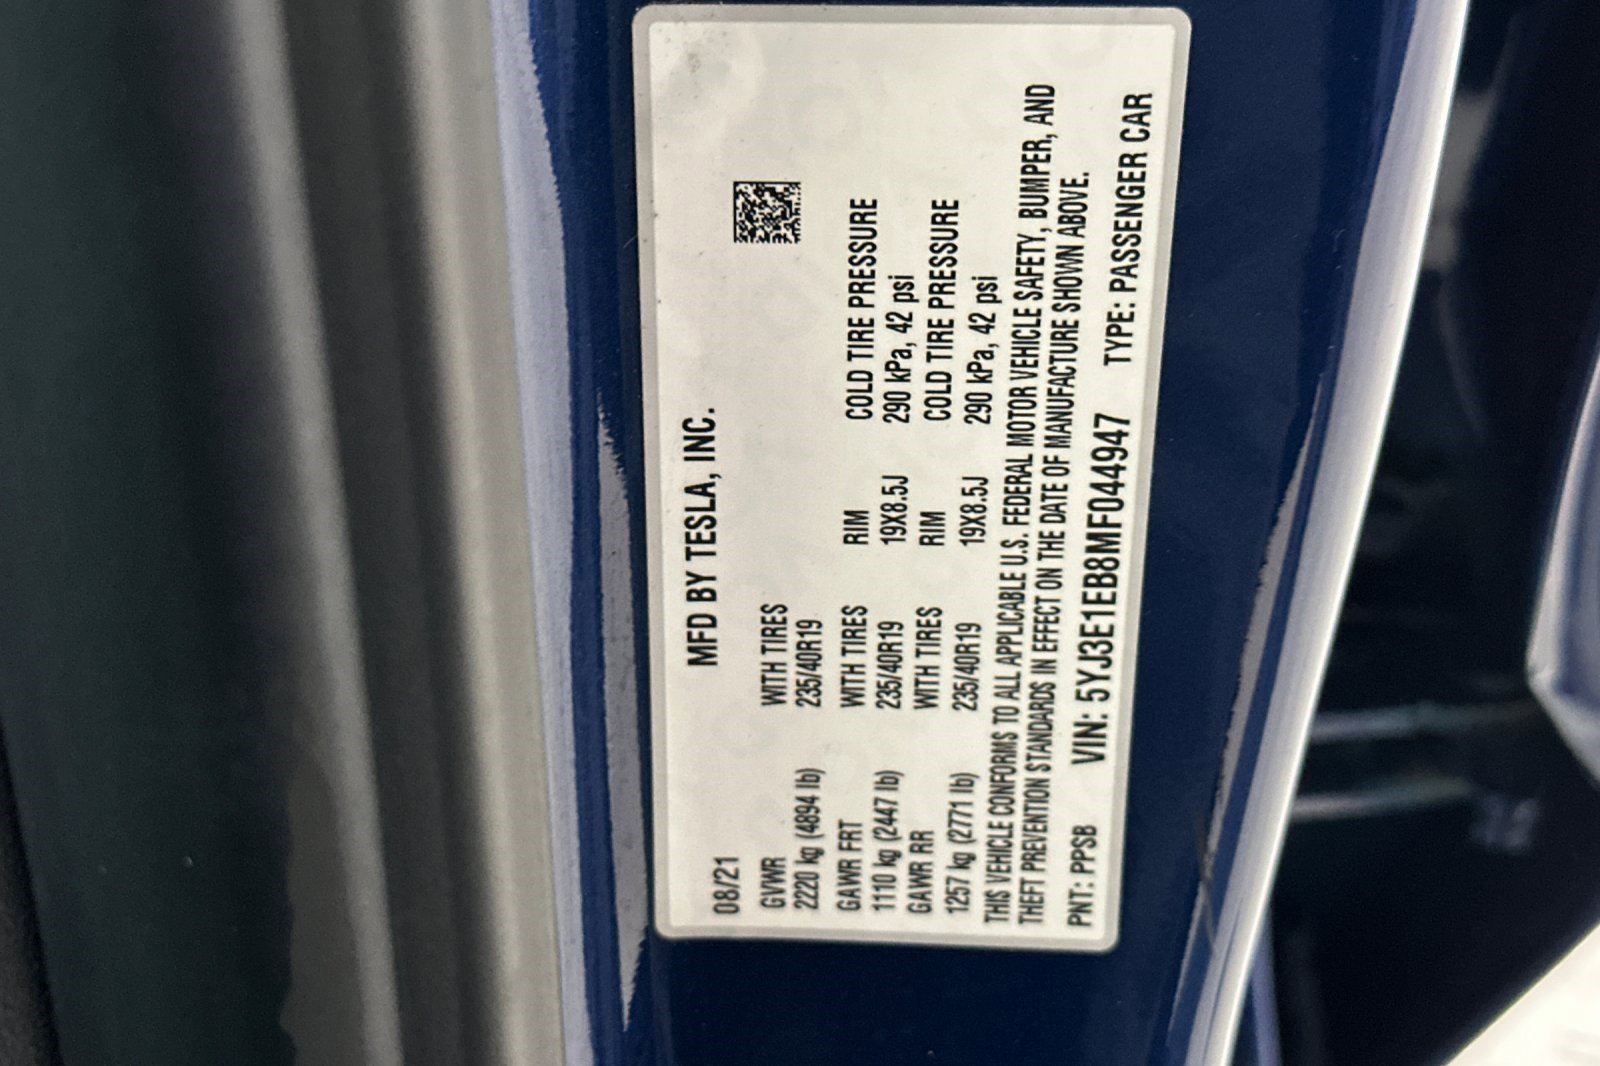 MFD BY TESLA, INC.
08/21
GVWR WITH TIRES
2220 kg (4894 lb) 235/40R19
GAWR FRT WITH TIRES RIM COLD TIRE PRESSURE
1110 kg (2447 lb) 235/40R19 19X8.5J 290 kPa, 42 psi
GAWR RR WITH TIRES RIM COLD TIRE PRESSURE
1257 kg (2771 lb) 235/40R19 19X8.5J 290 kPa, 42 psi
THIS VEHICLE CONFORMS TO ALL APPLICABLE U.S. FEDERAL MOTOR VEHICLE SAFETY, BUMPER, AND
THEFT PREVENTION STANDARDS IN EFFECT ON THE DATE OF MANUFACTURE SHOWN ABOVE.
PNT: PPSB VIN: 5YJ3E1EB8MF044947 TYPE: PASSENGER CAR